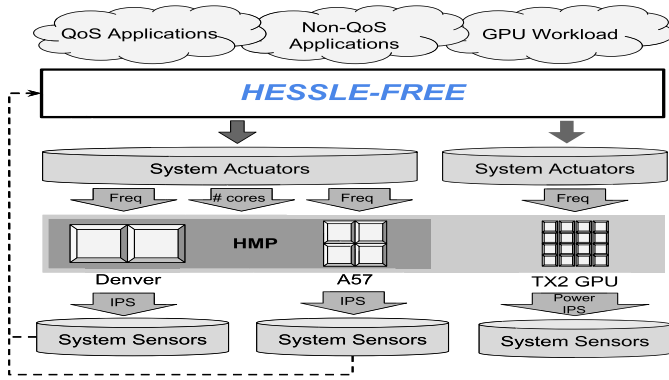 QoS Applications
Non-QoS
Applications
GPU Workload
HESSLE-FREE
System Actuators
System Actuators
Freq
# cores
Freq
Freq
HMP
Denver
A57
TX2 GPU
IPS
IPS
Power
IPS
System Sensors
System Sensors
System Sensors